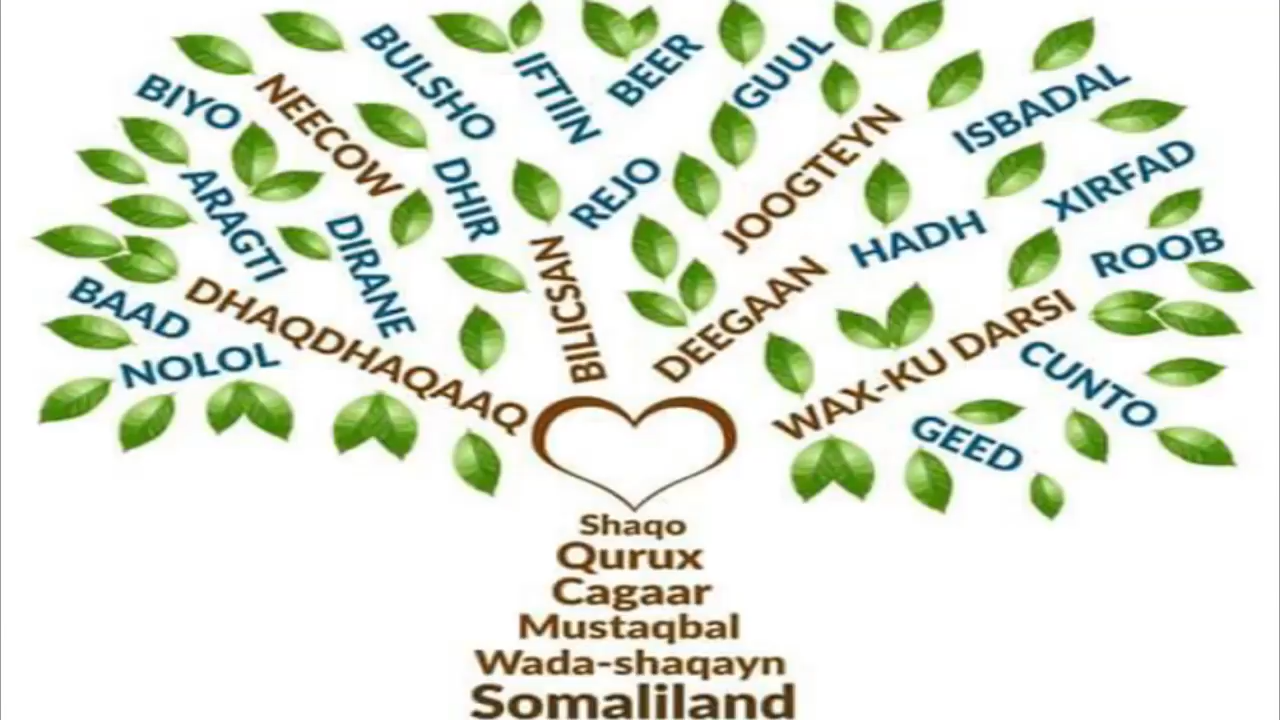 BULSHO
IFTIIN
BEER
GUUL
BIYO
NEECOW
ISBADAL
DHIR
REJO
JOOGTEYN
XIRFAD
ARAGTI
DIRANE
BILICSAN
HADH
ROOB
BAAD
DHAQDHAQAAQ
DEEGAAN
WAX-KU DARSI
NOLOL
CUNTO
GEED
Shaqo
Qurux
Cagaar
Mustaqbal
Wada-shaqayn
Somaliland